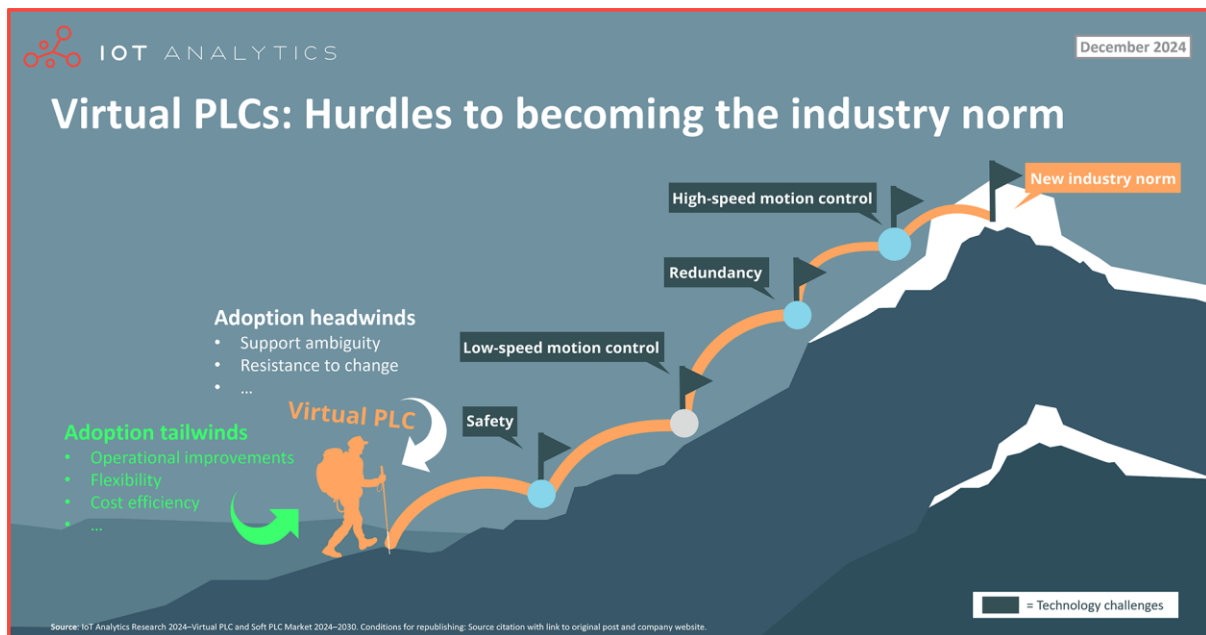 IOT ANALYTICS
December 2024
Virtual PLCs: Hurdles to becoming the industry norm
New industry norm
High-speed motion control
Redundancy
Low-speed motion control
Safety
Adoption headwinds
• Support ambiguity
• Resistance to change
• ...
Virtual PLC
Adoption tailwinds
• Operational improvements
• Flexibility
• Cost efficiency
• ...
= Technology challenges
Source: IoT Analytics Research 2024–Virtual PLC and Soft PLC Market 2024–2030. Conditions for republishing: Source citation with link to original post and company website.